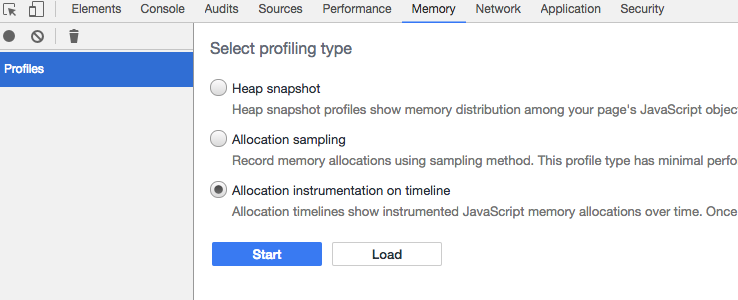 Elements Console Audits Sources Performance Memory Network Application Security
Profiles
Select profiling type
Heap snapshot
Heap snapshot profiles show memory distribution among your page's JavaScript objec
Allocation sampling
Record memory allocations using sampling method. This profile type has minimal perfo
Allocation instrumentation on timeline
Allocation timelines show instrumented JavaScript memory allocations over time. Once
Start Load